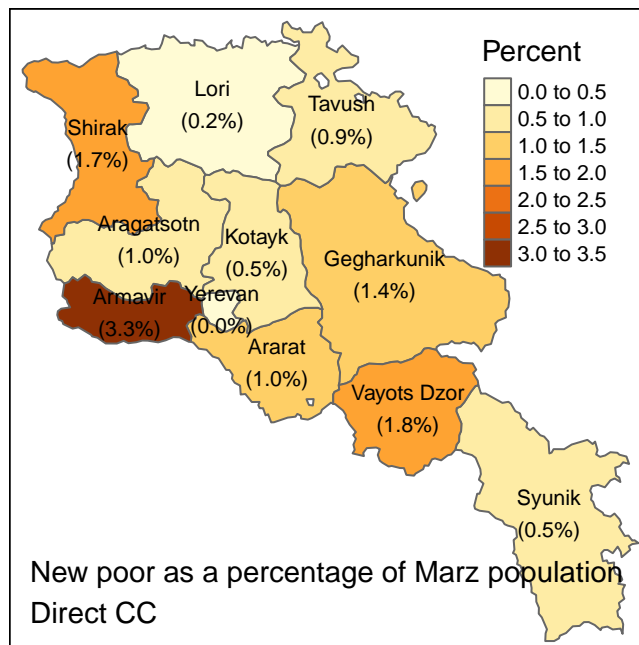 Percent
0.0 to 0.5
0.5 to 1.0
1.0 to 1.5
1.5 to 2.0
2.0 to 2.5
2.5 to 3.0
3.0 to 3.5
Lori
(0.2%)
Tavush
(0.9%)
Shirak
(1.7%)
Aragatsotn
(1.0%)
Kotayk
(0.5%)
Gegharkunik
(1.4%)
Armavir
(3.3%)
Yerevan
(0.0%)
Ararat
(1.0%)
Vayots Dzor
(1.8%)
Syunik
(0.5%)
New poor as a percentage of Marz population
Direct CC